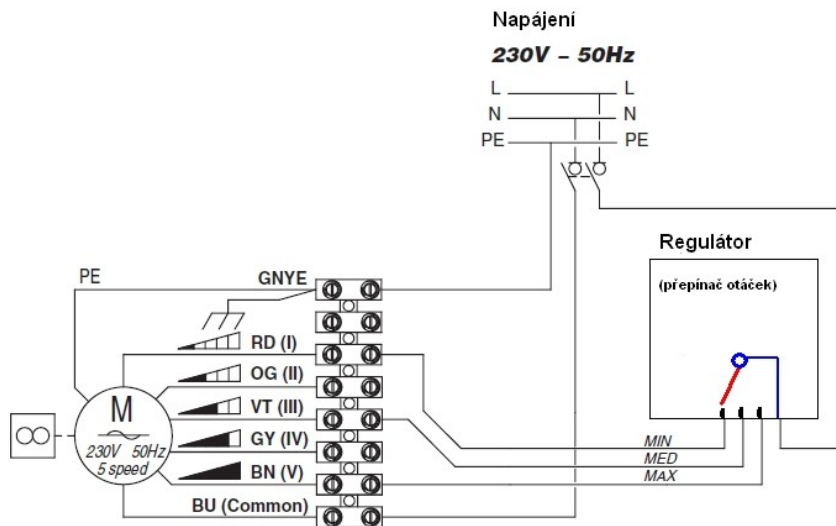 Napájení
230V – 50Hz
L L
N N
PE PE
Regulátor
(přepínač otáček)
PE
GNYE
RD (I)
OG (II)
VT (III)
GY (IV)
BN (V)
BU (Common)
M
230V 50Hz
5 speed
MIN
MED
MAX